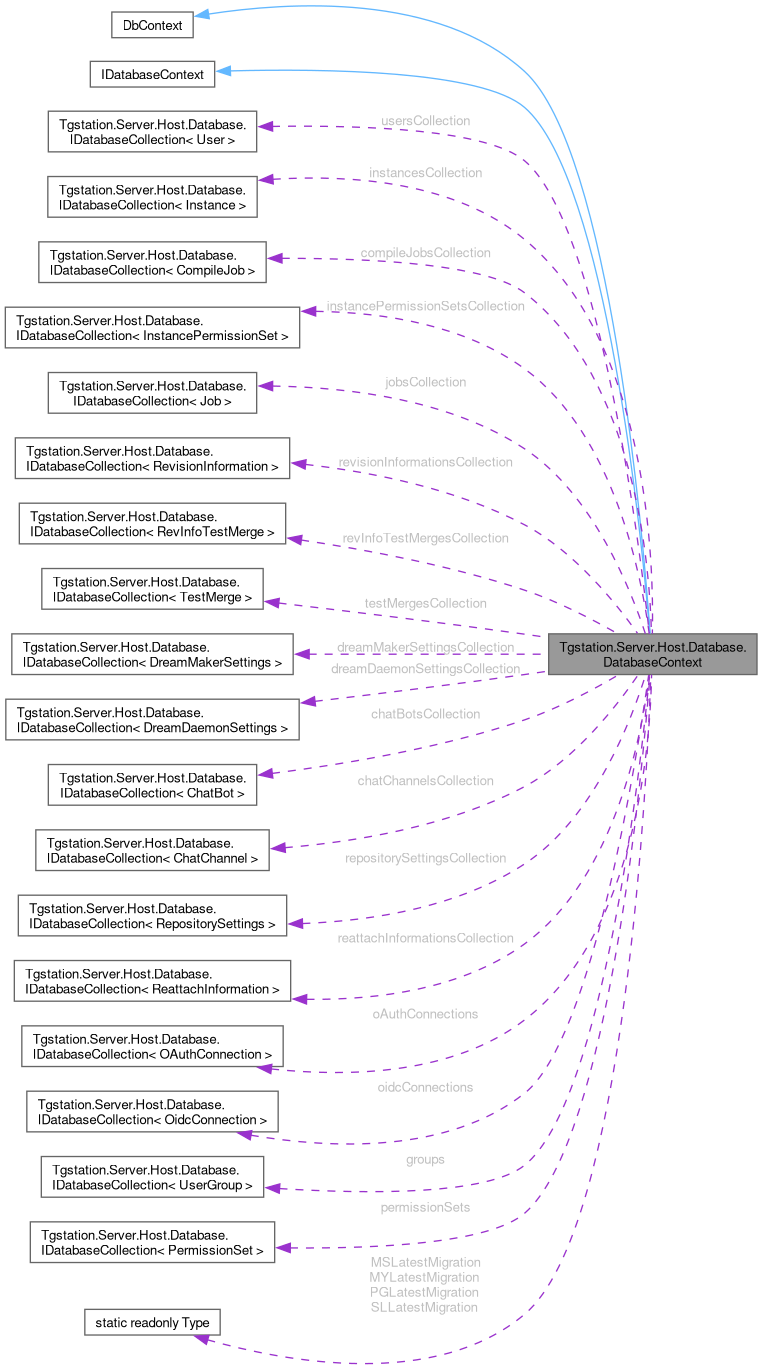 DbContext
IDatabaseContext
Tgstation.Server.Host.Database.
IDatabaseCollection< User >
usersCollection
Tgstation.Server.Host.Database.
IDatabaseCollection< Instance >
instancesCollection
Tgstation.Server.Host.Database.
IDatabaseCollection< CompileJob >
compileJobsCollection
Tgstation.Server.Host.Database.
IDatabaseCollection< InstancePermissionSet >
instancePermissionSetsCollection
Tgstation.Server.Host.Database.
IDatabaseCollection< Job >
jobsCollection
Tgstation.Server.Host.Database.
IDatabaseCollection< RevisionInformation >
revisionInformationsCollection
Tgstation.Server.Host.Database.
IDatabaseCollection< RevInfoTestMerge >
revInfoTestMergesCollection
Tgstation.Server.Host.Database.
IDatabaseCollection< TestMerge >
testMergesCollection
Tgstation.Server.Host.Database.
DatabaseContext
Tgstation.Server.Host.Database.
IDatabaseCollection< DreamMakerSettings >
dreamMakerSettingsCollection
dreamDaemonSettingsCollection
Tgstation.Server.Host.Database.
IDatabaseCollection< DreamDaemonSettings >
chatBotsCollection
Tgstation.Server.Host.Database.
IDatabaseCollection< ChatBot >
chatChannelsCollection
Tgstation.Server.Host.Database.
IDatabaseCollection< ChatChannel >
repositorySettingsCollection
Tgstation.Server.Host.Database.
IDatabaseCollection< RepositorySettings >
reattachInformationsCollection
Tgstation.Server.Host.Database.
IDatabaseCollection< ReattachInformation >
oAuthConnections
Tgstation.Server.Host.Database.
IDatabaseCollection< OAuthConnection >
oidcConnections
Tgstation.Server.Host.Database.
IDatabaseCollection< OidcConnection >
groups
Tgstation.Server.Host.Database.
IDatabaseCollection< UserGroup >
permissionSets
Tgstation.Server.Host.Database.
IDatabaseCollection< PermissionSet >
MSLatestMigration
MYLatestMigration
PGLatestMigration
SLLatestMigration
static readonly Type